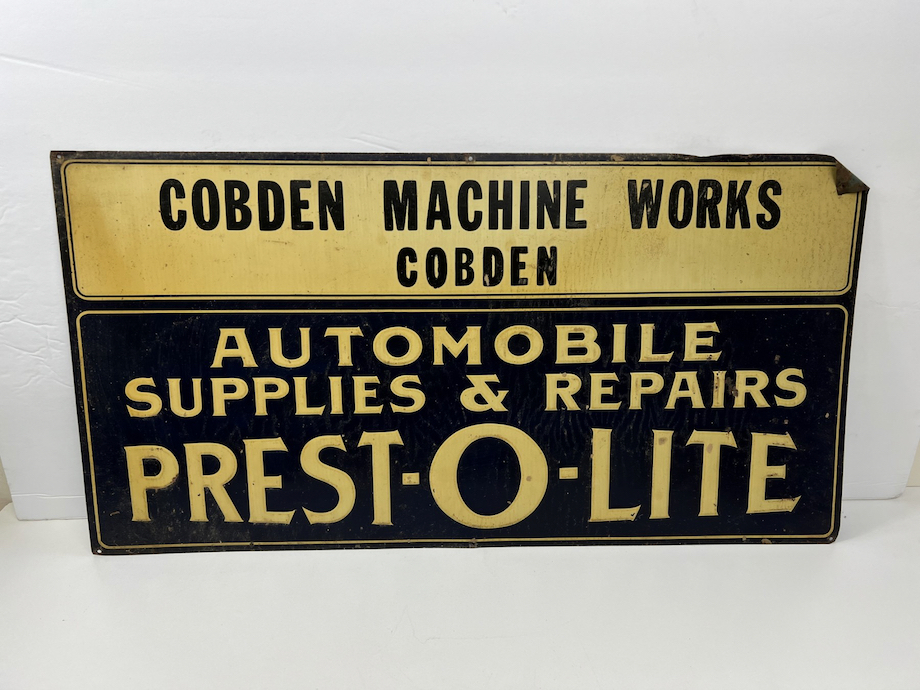 COBDEN MACHINE WORKS
COBDEN
AUTOMOBILE
SUPPLIES & REPAIRS
PREST-O-LITE